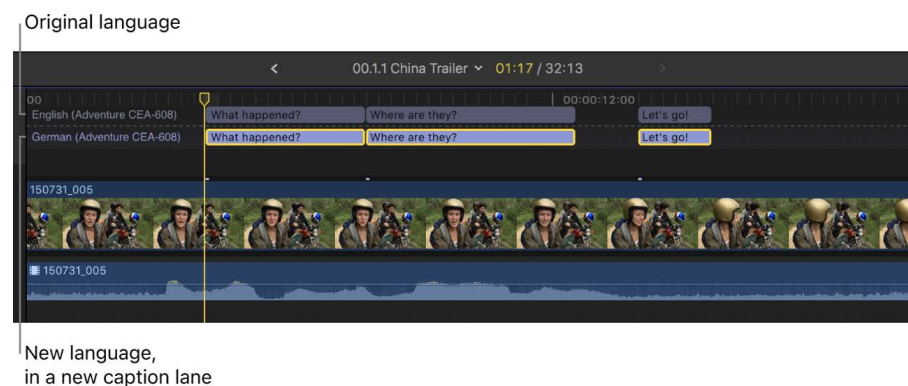 Original language
00.1.1 China Trailer 01:17 / 32:13
00 00:00:12:00
English (Adventure CEA-608) What happened? Where are they? Let's go!
German (Adventure CEA-608) What happened? Where are they? Let's go!
150731_005
150731_005
New language,
in a new caption lane